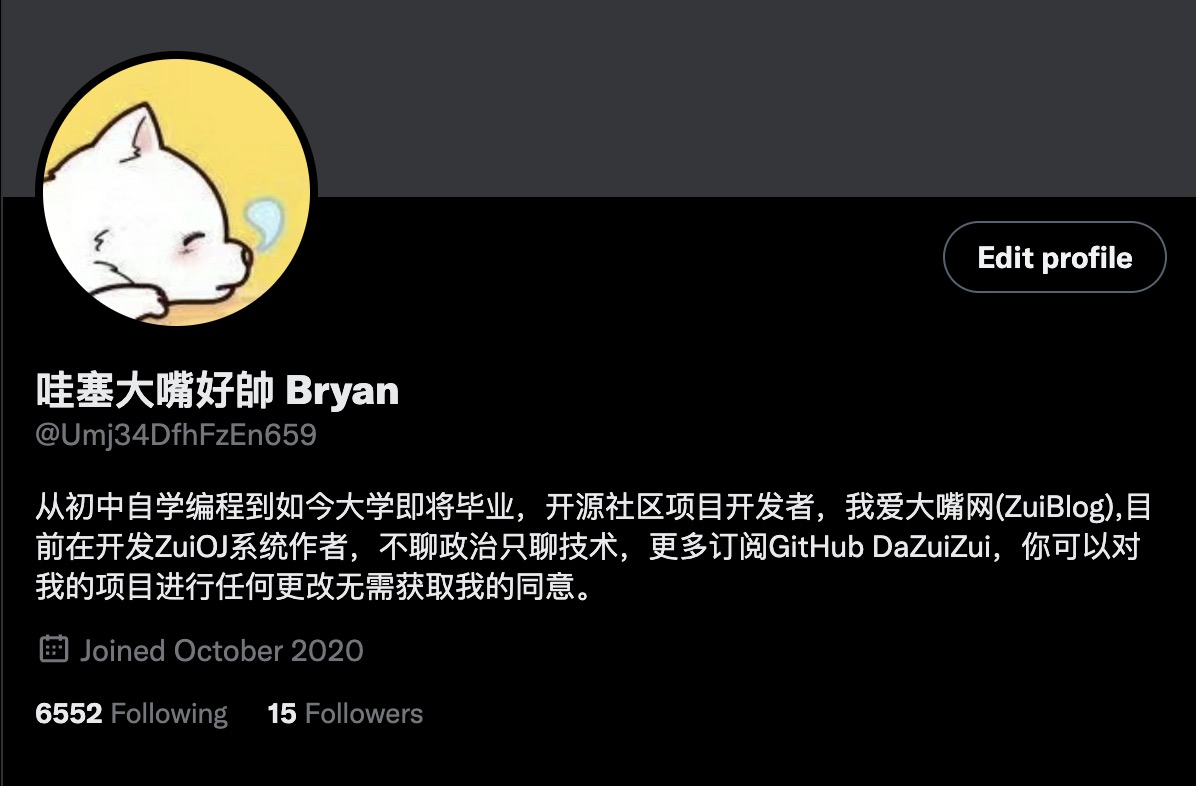 Edit profile
哇塞大嘴好帥 Bryan
@Umj34DfhFzEn659
从初中自学编程到如今大学即将毕业，开源社区项目开发者，我爱大嘴网(ZuiBlog),目
前在开发ZuiOJ系统作者，不聊政治只聊技术，更多订阅GitHub DaZuiZui，你可以对
我的项目进行任何更改无需获取我的同意。
Joined October 2020
6552 Following 15 Followers